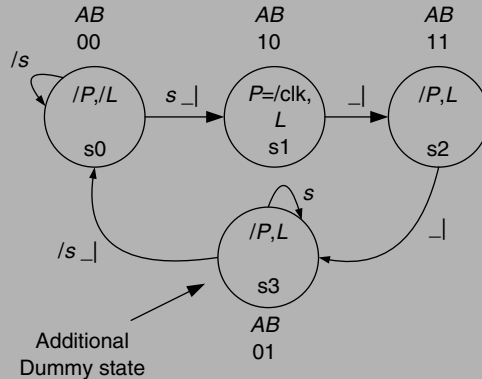 AB
00
AB
10
AB
11
/s
/P,/L
s0
s _|
P=/clk,
L
s1
_|
/P,L
s2
s
/P,L
s3
/s _|
_|
AB
01
Additional
Dummy state